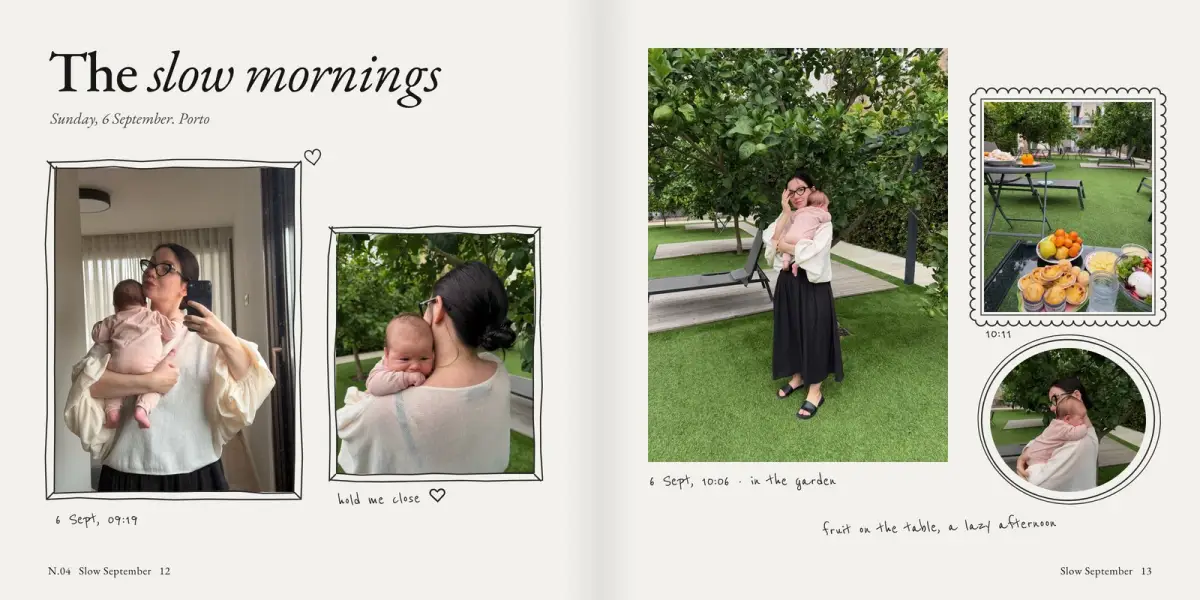 The slow mornings
Sunday, 6 September. Porto
6 Sept, 09:19
hold me close
N.04 Slow September 12
6 Sept, 10:06 · in the garden
10:11
fruit on the table, a lazy afternoon
Slow September 13